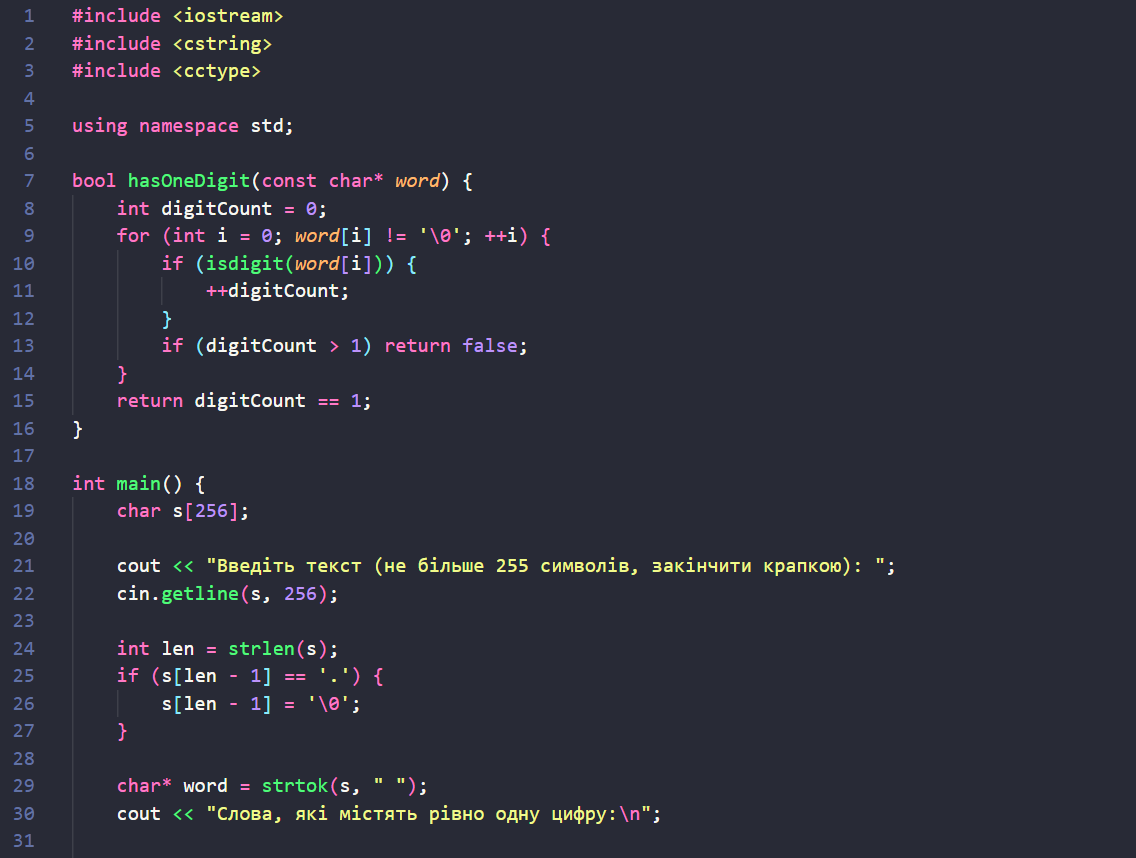 1 #include <iostream>
2 #include <cstring>
3 #include <cctype>
4
5 using namespace std;
6
7 bool hasOneDigit(const char* word) {
8     int digitCount = 0;
9     for (int i = 0; word[i] != '\0'; ++i) {
10         if (isdigit(word[i])) {
11             ++digitCount;
12         }
13         if (digitCount > 1) return false;
14     }
15     return digitCount == 1;
16 }
17
18 int main() {
19     char s[256];
20
21     cout << "Введіть текст (не більше 255 символів, закінчити крапкою): ";
22     cin.getline(s, 256);
23
24     int len = strlen(s);
25     if (s[len - 1] == '.') {
26         s[len - 1] = '\0';
27     }
28
29     char* word = strtok(s, " ");
30     cout << "Слова, які містять рівно одну цифру:\n";
31